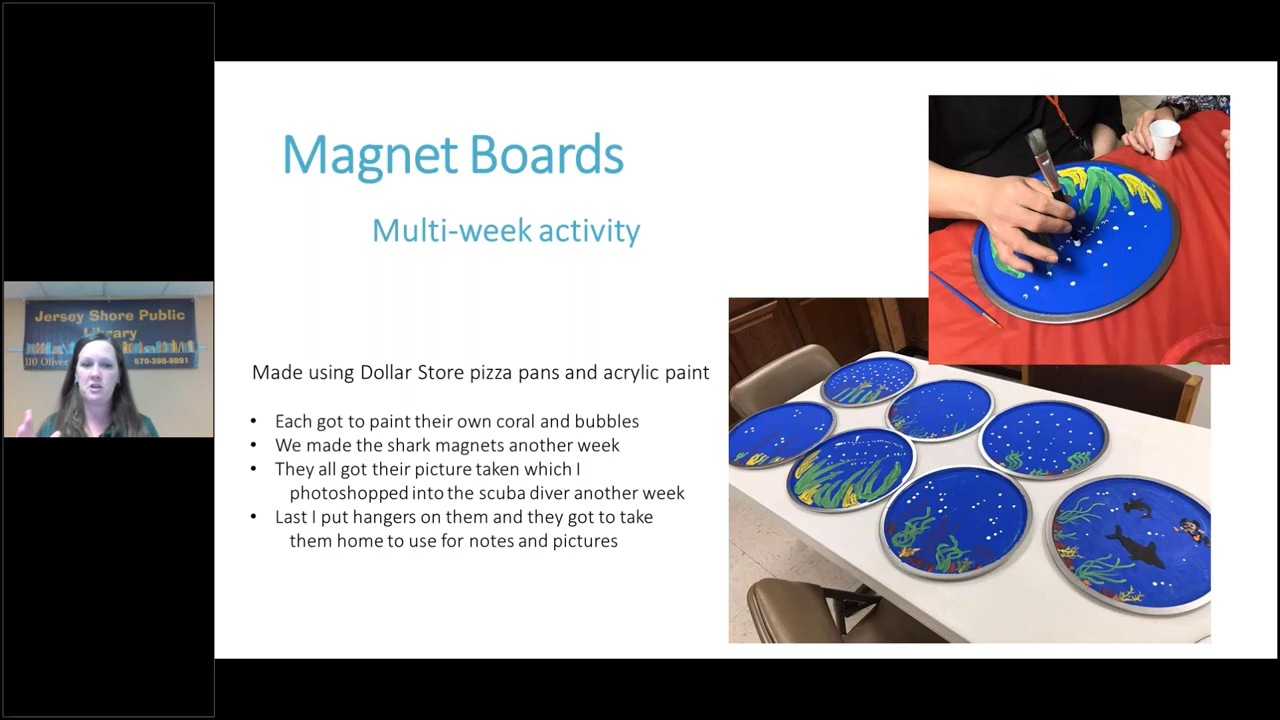 Magnet Boards
Multi-week activity
Made using Dollar Store pizza pans and acrylic paint
• Each got to paint their own coral and bubbles
• We made the shark magnets another week
• They all got their picture taken which I
photoshopped into the scuba diver another week
• Last I put hangers on them and they got to take
them home to use for notes and pictures
Jersey Shore Public
Library
110 Oliver
570-398-9891